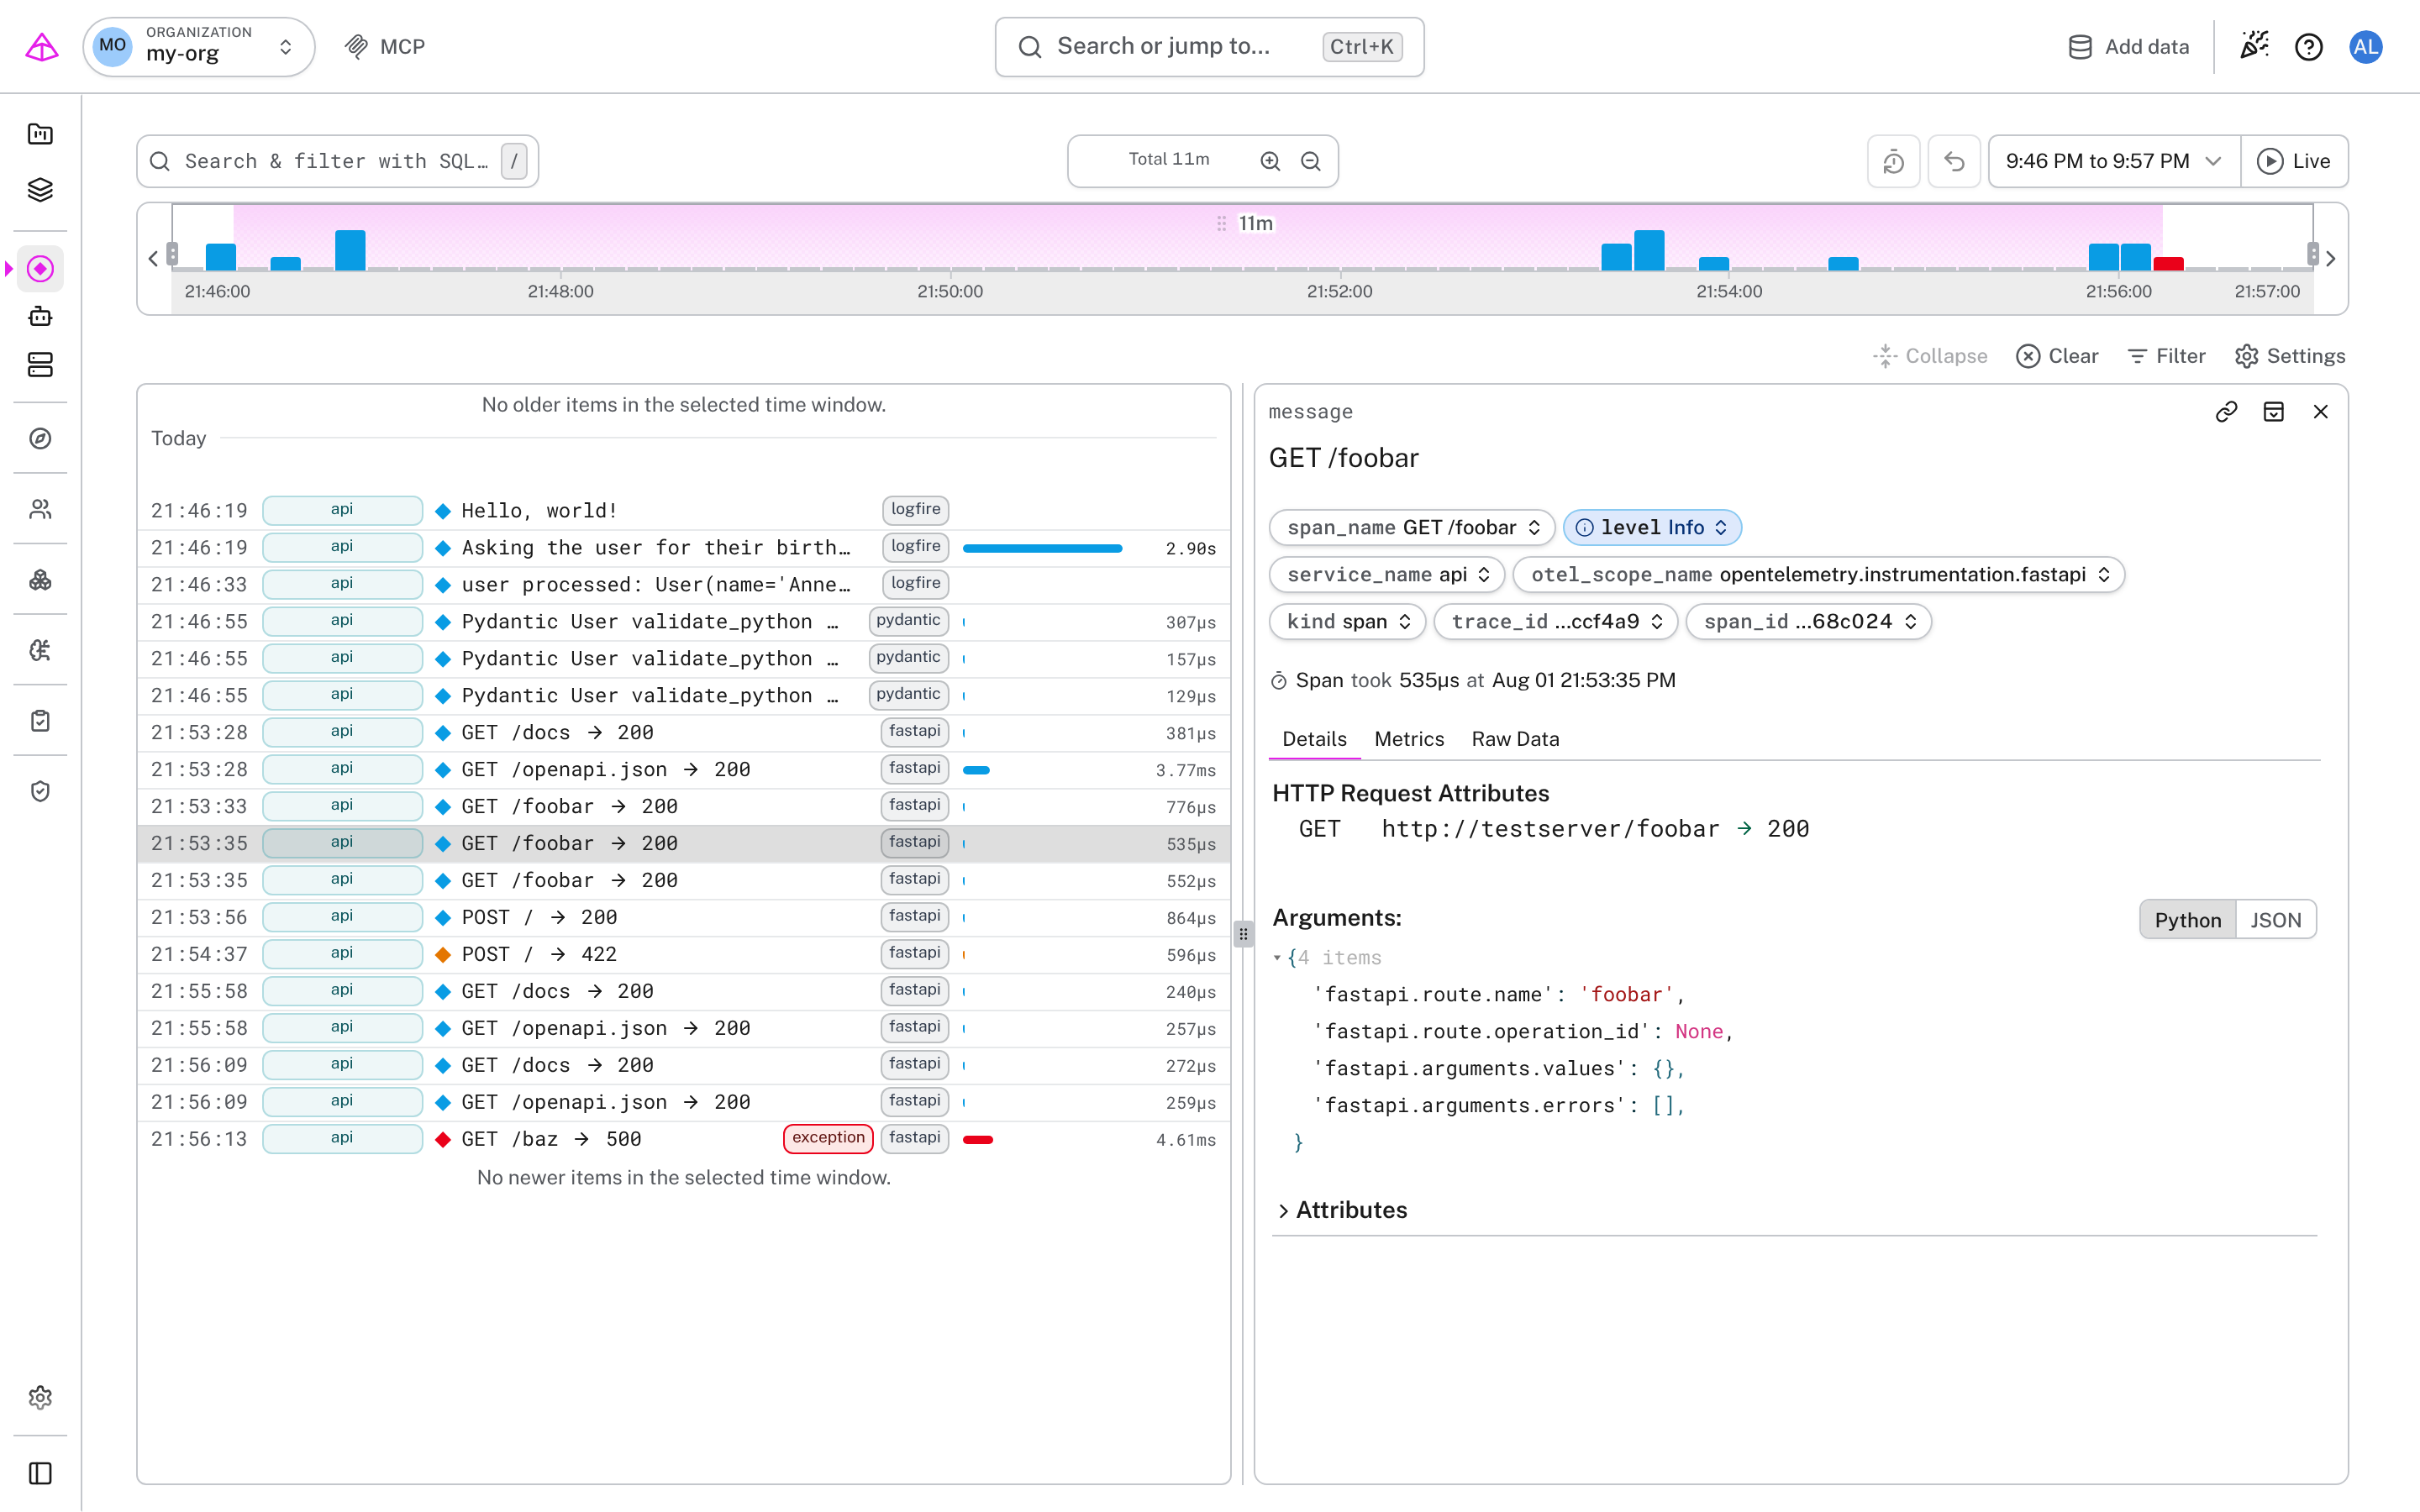 MO
ORGANIZATION
my-org
MCP
Search or jump to...
Ctrl+K
Add data
AL
Search & filter with SQL… /
Total 11m
9:46 PM to 9:57 PM
Live
11m
21:46:00 21:48:00 21:50:00 21:52:00 21:54:00 21:56:00 21:57:00
Collapse Clear Filter Settings
No older items in the selected time window.
Today
21:46:19 api Hello, world! logfire
21:46:19 api Asking the user for their birth… logfire 2.90s
21:46:33 api user processed: User(name='Anne… logfire
21:46:55 api Pydantic User validate_python … pydantic 307µs
21:46:55 api Pydantic User validate_python … pydantic 157µs
21:46:55 api Pydantic User validate_python … pydantic 129µs
21:53:28 api GET /docs → 200 fastapi 381µs
21:53:28 api GET /openapi.json → 200 fastapi 3.77ms
21:53:33 api GET /foobar → 200 fastapi 776µs
21:53:35 api GET /foobar → 200 fastapi 535µs
21:53:35 api GET /foobar → 200 fastapi 552µs
21:53:56 api POST / → 200 fastapi 864µs
21:54:37 api POST / → 422 fastapi 596µs
21:55:58 api GET /docs → 200 fastapi 240µs
21:55:58 api GET /openapi.json → 200 fastapi 257µs
21:56:09 api GET /docs → 200 fastapi 272µs
21:56:09 api GET /openapi.json → 200 fastapi 259µs
21:56:13 api GET /baz → 500 exception fastapi 4.61ms
No newer items in the selected time window.
message
GET /foobar
span_name GET /foobar level Info
service_name api otel_scope_name opentelemetry.instrumentation.fastapi
kind span trace_id ...ccf4a9 span_id ...68c024
Span took 535µs at Aug 01 21:53:35 PM
Details Metrics Raw Data
HTTP Request Attributes
GET http://testserver/foobar → 200
Arguments:
Python JSON
{4 items
'fastapi.route.name': 'foobar',
'fastapi.route.operation_id': None,
'fastapi.arguments.values': {},
'fastapi.arguments.errors': [],
}
Attributes